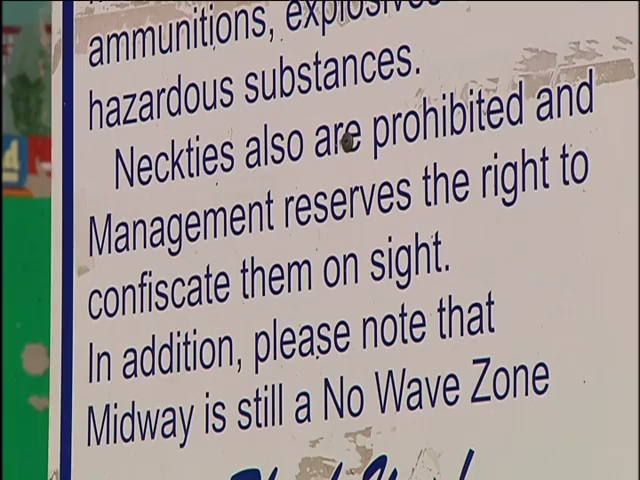 ammunitions, explosives
hazardous substances.
Neckties also are prohibited and
Management reserves the right to
confiscate them on sight.
In addition, please note that
Midway is still a No Wave Zone